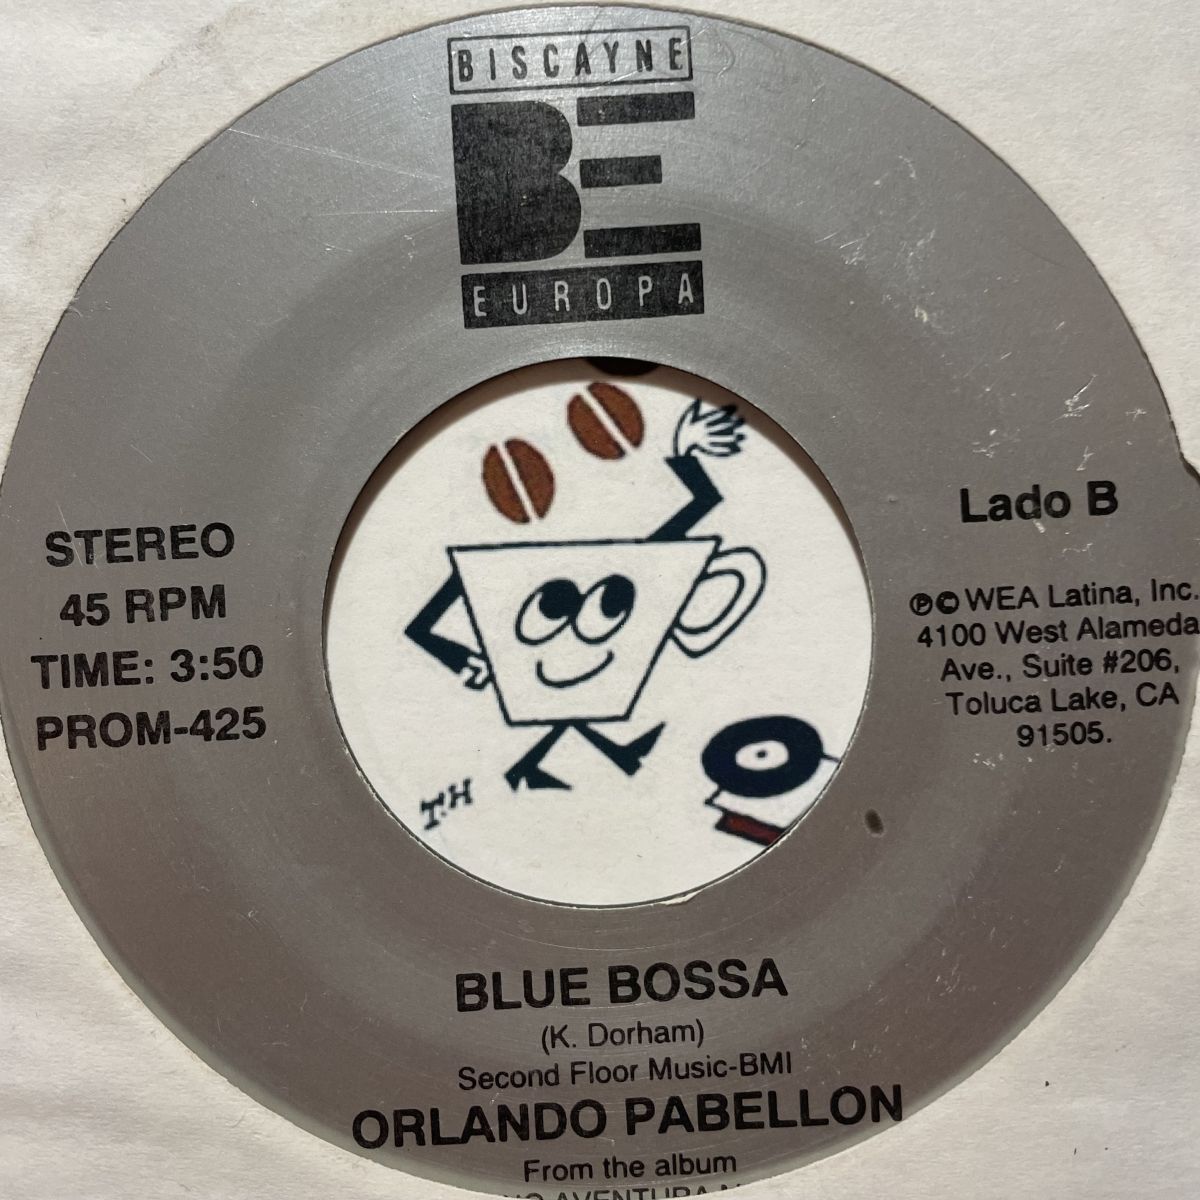 BISCAYNE
BE
EUROPA
STEREO
45 RPM
TIME: 3:50
PROM-425
Lado B
℗© WEA Latina, Inc.
4100 West Alameda
Ave., Suite #206,
Toluca Lake, CA
91505.
T.H
BLUE BOSSA
(K. Dorham)
Second Floor Music-BMI
ORLANDO PABELLON
From the album
AVENTURA